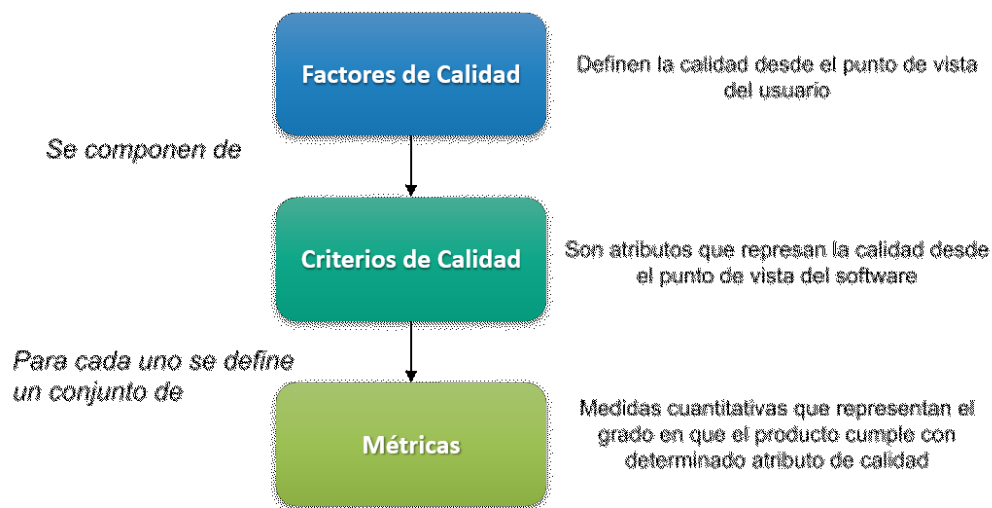 Factores de Calidad
Definen la calidad desde el punto de vista
del usuario
Se componen de
Criterios de Calidad
Son atributos que represan la calidad desde
el punto de vista del software
Para cada uno se define
un conjunto de
Métricas
Medidas cuantitativas que representan el
grado en que el producto cumple con
determinado atributo de calidad